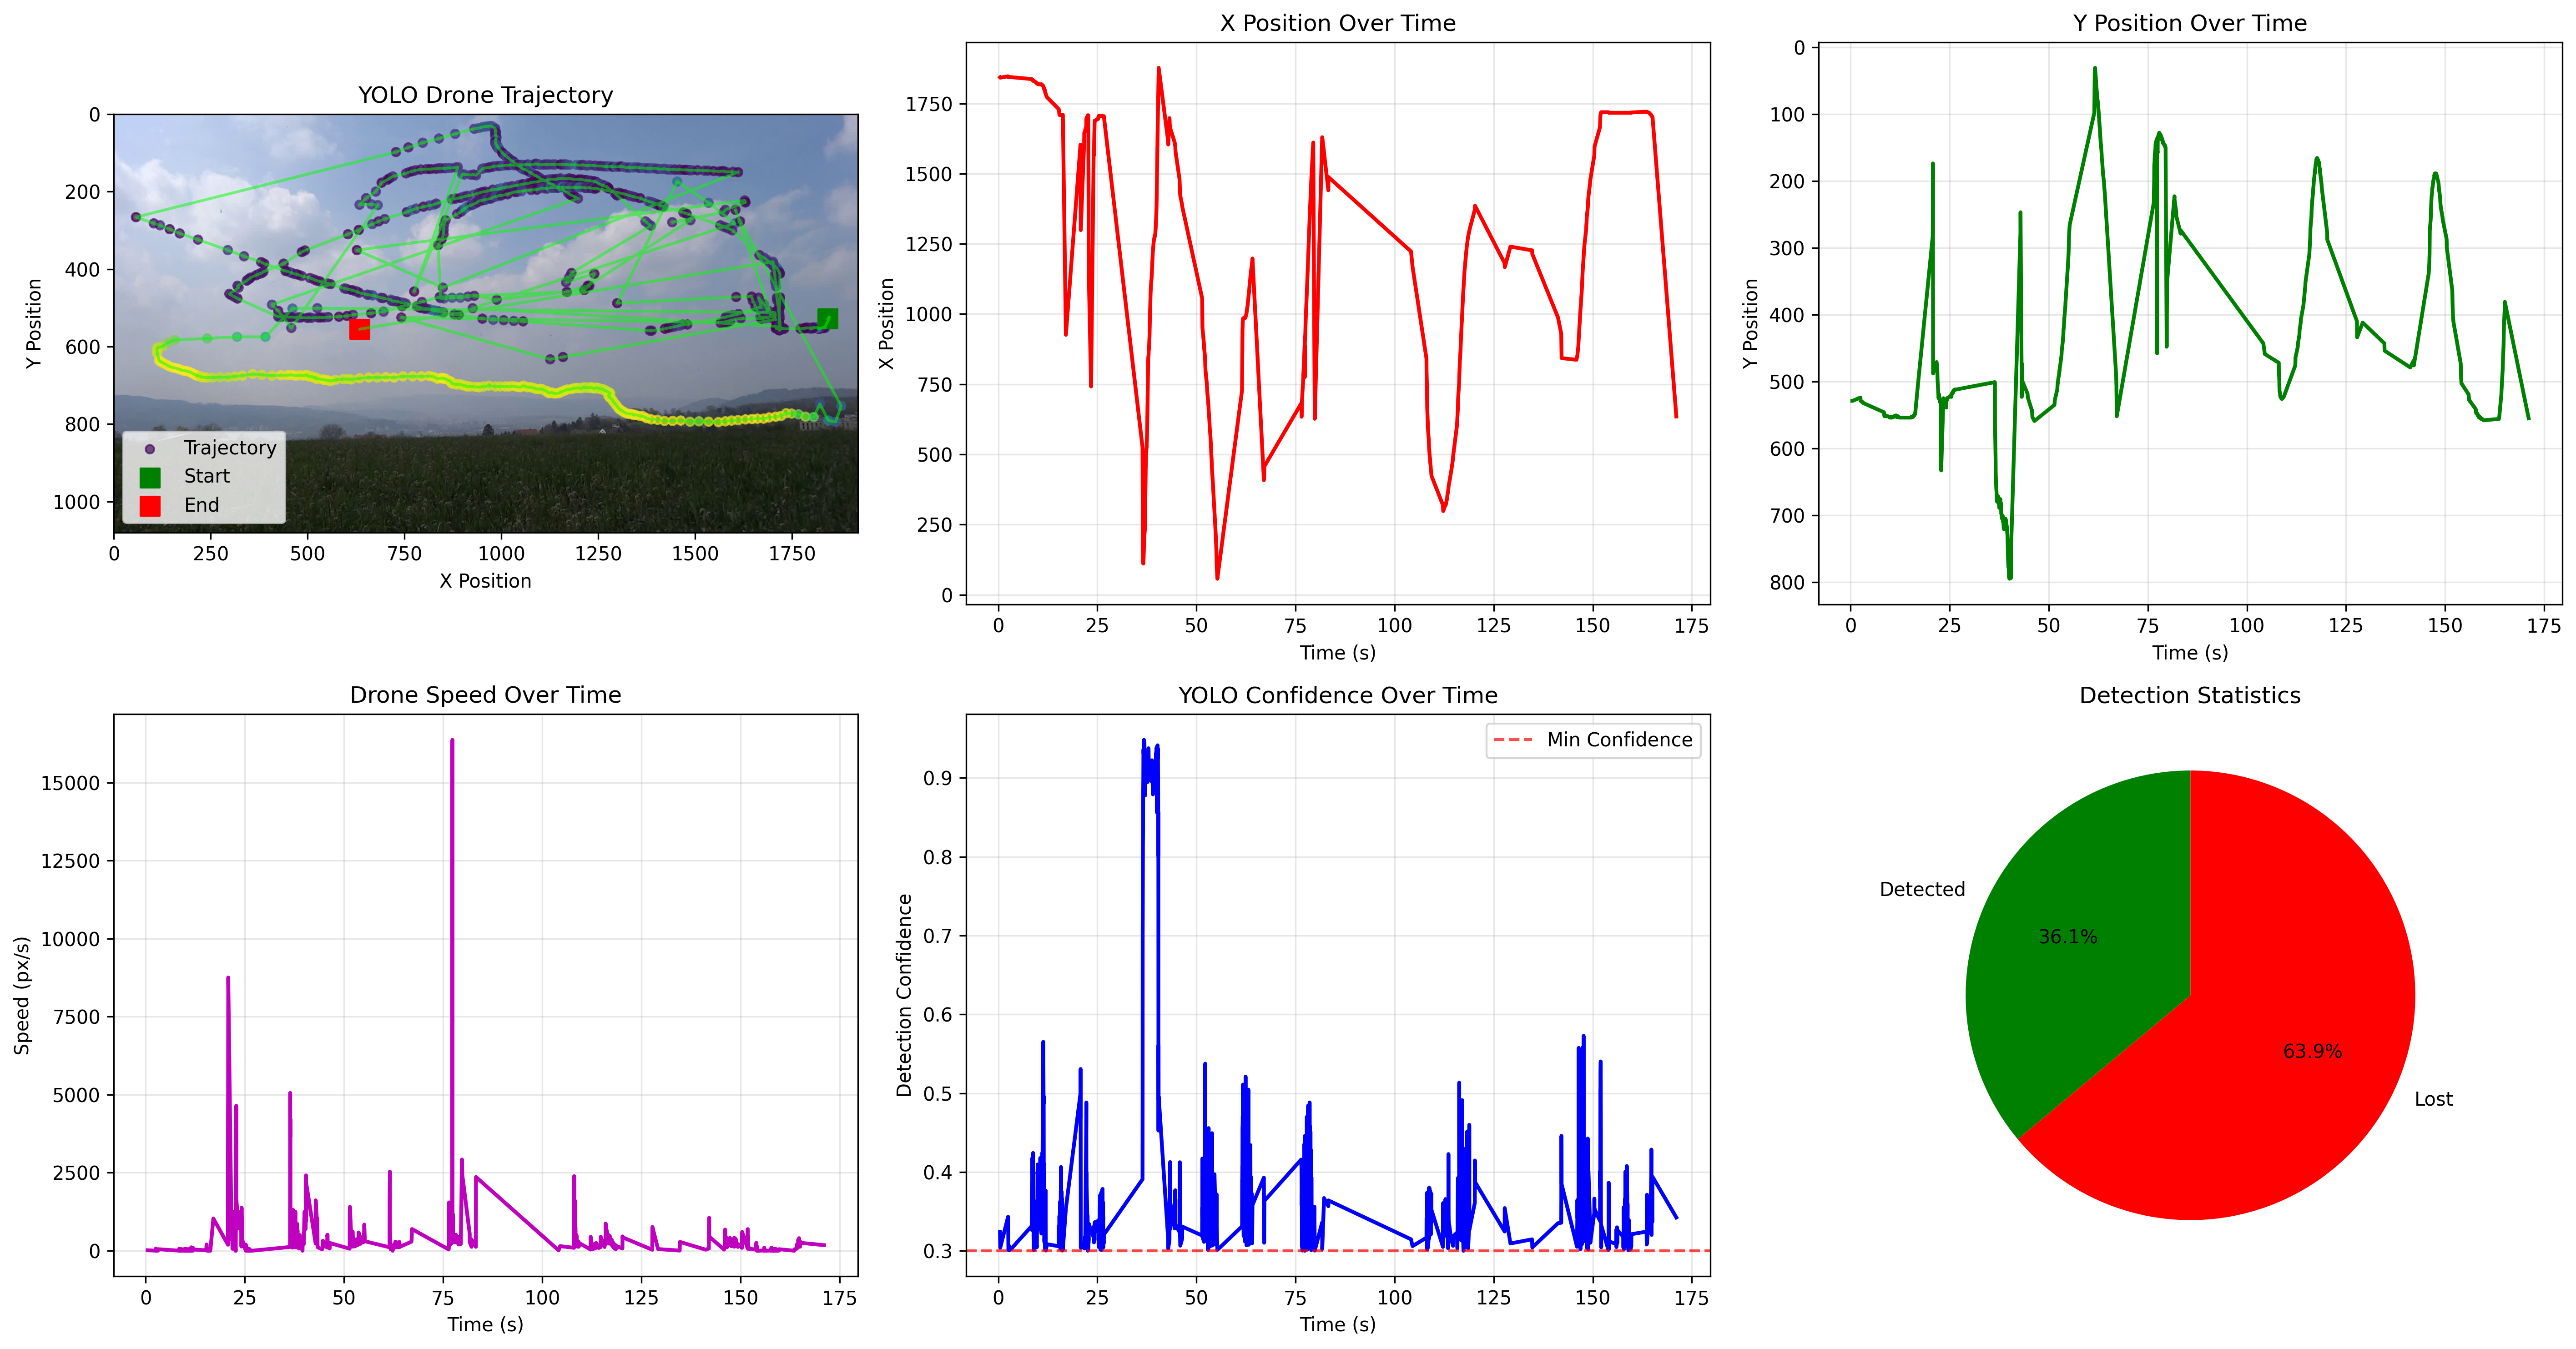 YOLO Drone Trajectory
0
200
400
600
800
1000
Y Position
0 250 500 750 1000 1250 1500 1750
X Position
Trajectory
Start
End
X Position Over Time
1750
1500
1250
1000
750
500
250
0
X Position
0 25 50 75 100 125 150 175
Time (s)
Y Position Over Time
0
100
200
300
400
500
600
700
800
Y Position
0 25 50 75 100 125 150 175
Time (s)
Drone Speed Over Time
15000
12500
10000
7500
5000
2500
0
Speed (px/s)
0 25 50 75 100 125 150 175
Time (s)
YOLO Confidence Over Time
Min Confidence
0.9
0.8
0.7
0.6
0.5
0.4
0.3
Detection Confidence
0 25 50 75 100 125 150 175
Time (s)
Detection Statistics
Detected
36.1%
63.9%
Lost